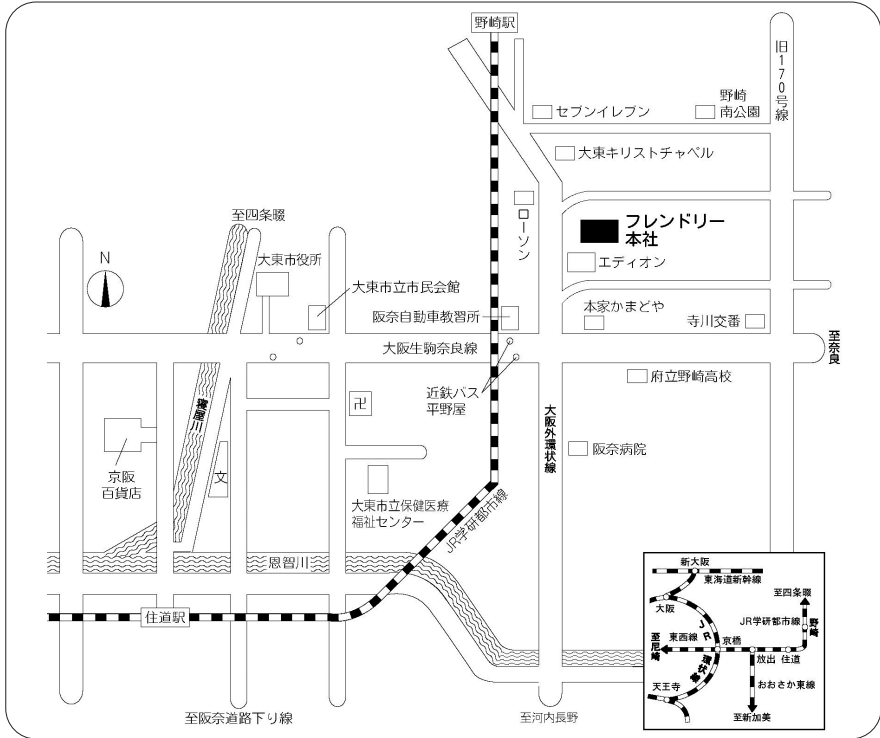 野崎駅
旧170号線
セブンイレブン
野崎
南公園
大東キリストチャペル
ローソン
フレンドリー
本社
エディオン
至四条畷
大東市役所
N
大東市立市民会館
阪奈自動車教習所
本家かまどや
寺川交番
至奈良
大阪生駒奈良線
近鉄バス
平野屋
府立野崎高校
大阪外環状線
寝屋川
卍
京阪
百貨店
文
阪奈病院
大東市立保健医療
福祉センター
JR学研都市線
恩智川
住道駅
至阪奈道路下り線
至河内長野
新大阪
東海道新幹線
大阪
至四条畷
JR学研都市線
野崎
JR
環状線
至尼崎
東西線
京橋
放出
住道
おおさか東線
天王寺
至新加美